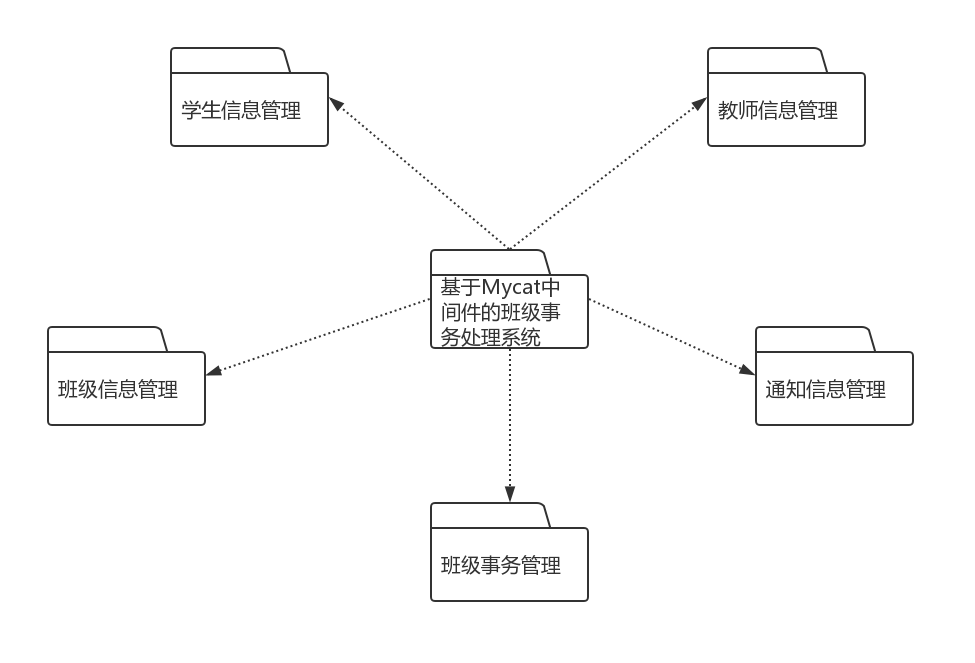 学生信息管理
教师信息管理
基于Mycat中
间件的班级事
务处理系统
班级信息管理
通知信息管理
班级事务管理